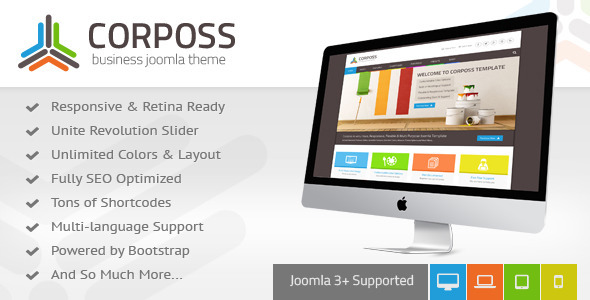 CORPOSS
business joomla theme
Responsive & Retina Ready
Unite Revolution Slider
Unlimited Colors & Layout
Fully SEO Optimized
Tons of Shortcodes
Multi-language Support
Powered by Bootstrap
And So Much More...
CORPOSS
WELCOME TO CORPOSS TEMPLATE
Joomla 3+ Supported